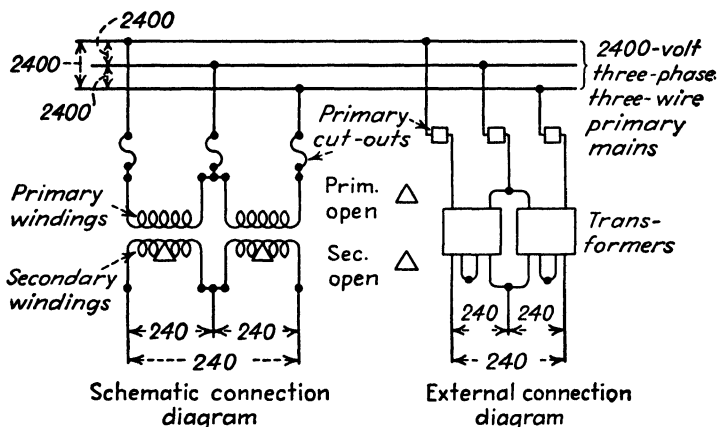 2400
2400
2400
2400-volt
three-phase
three-wire
primary
mains
Primary
cut-outs
Primary
windings
Prim.
open
Trans-
formers
Secondary
windings
Sec.
open
240
240
240
240
240
240
Schematic connection
diagram
External connection
diagram